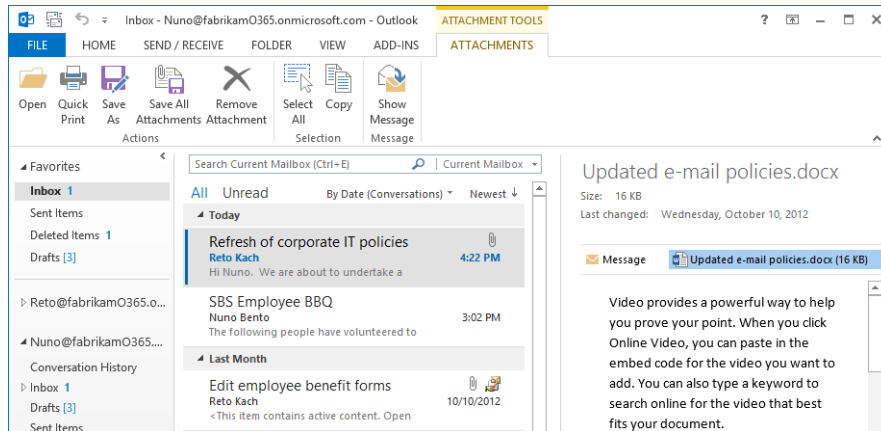 Inbox - Nuno@fabrikamO365.onmicrosoft.com - Outlook
ATTACHMENT TOOLS
?
FILE HOME SEND / RECEIVE FOLDER VIEW ADD-INS ATTACHMENTS
Open
Quick Print
Save As
Save All Attachments
Remove Attachment
Select All
Copy
Show Message
Actions
Selection
Message
Favorites
Inbox 1
Sent Items
Deleted Items 1
Drafts [3]
Reto@fabrikamO365.o...
Nuno@fabrikamO365....
Conversation History
Inbox 1
Drafts [3]
Sent Items
Search Current Mailbox (Ctrl+E)
Current Mailbox
All Unread By Date (Conversations) Newest
Today
Refresh of corporate IT policies
Reto Kach 4:22 PM
Hi Nuno. We are about to undertake a
SBS Employee BBQ
Nuno Bento 3:02 PM
The following people have volunteered to
Last Month
Edit employee benefit forms
Reto Kach 10/10/2012
<This item contains active content. Open
Updated e-mail policies.docx
Size: 16 KB
Last changed: Wednesday, October 10, 2012
Message
Updated e-mail policies.docx (16 KB)
Video provides a powerful way to help
you prove your point. When you click
Online Video, you can paste in the
embed code for the video you want to
add. You can also type a keyword to
search online for the video that best
fits your document.